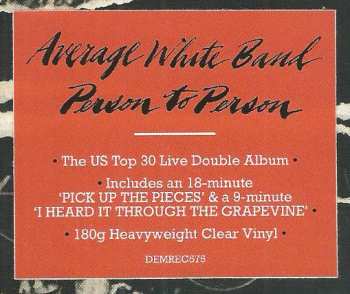 Average White Band
Person to Person
• The US Top 30 Live Double Album •
• Includes an 18-minute
‘PICK UP THE PIECES’ & a 9-minute
‘I HEARD IT THROUGH THE GRAPEVINE’ •
• 180g Heavyweight Clear Vinyl •
DEMREC575